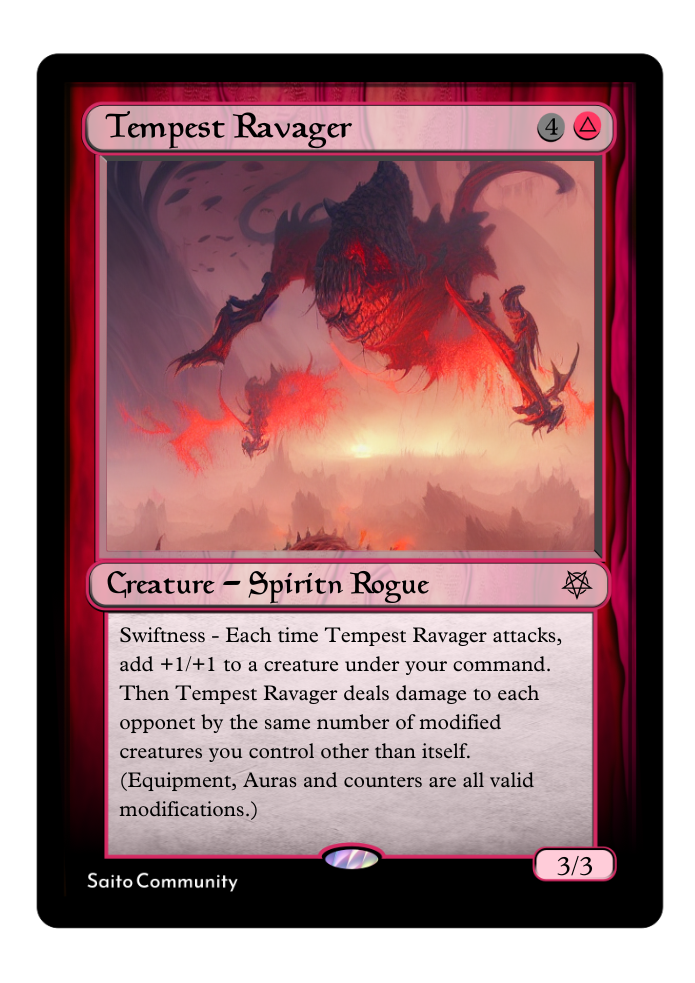 Tempest Ravager
4
Creature – Spiritn Rogue
Swiftness - Each time Tempest Ravager attacks,
add +1/+1 to a creature under your command.
Then Tempest Ravager deals damage to each
opponet by the same number of modified
creatures you control other than itself.
(Equipment, Auras and counters are all valid
modifications.)
3/3
Saito Community